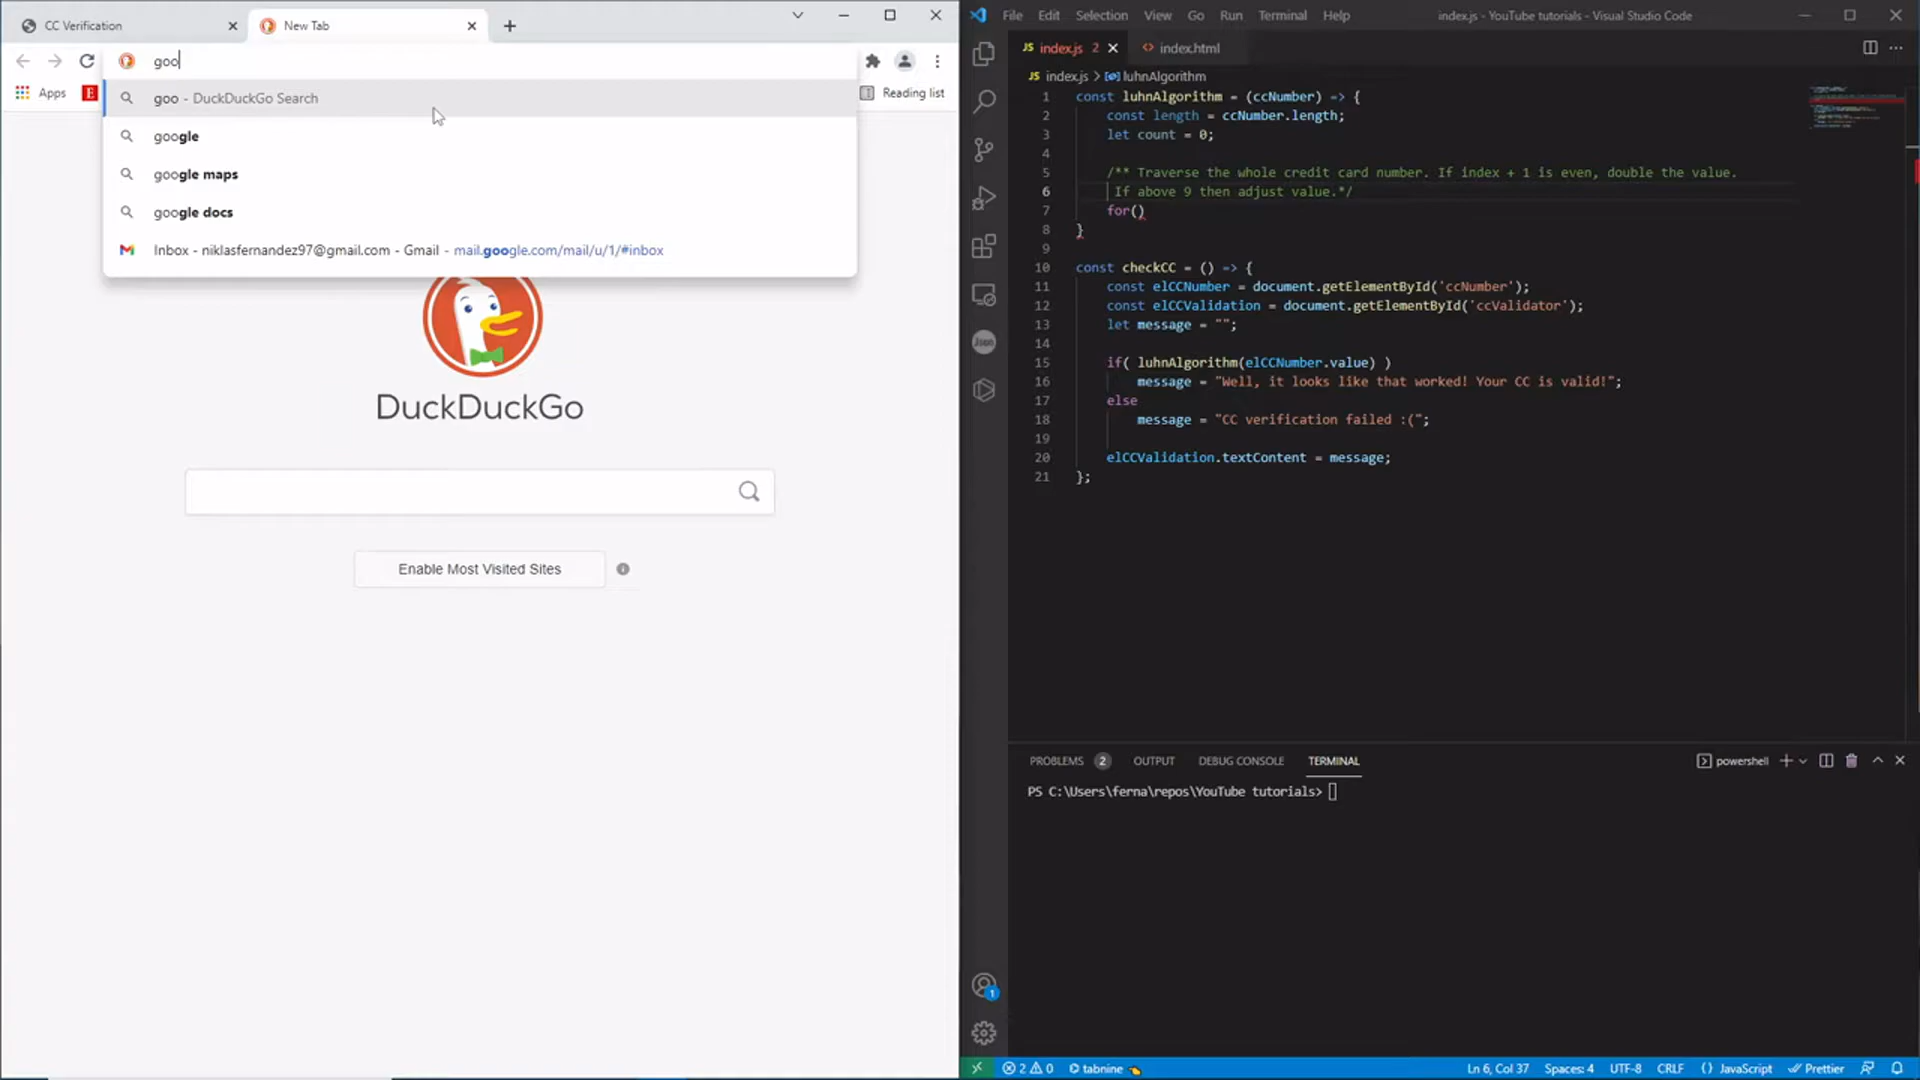 CC Verification
New Tab
goo
Apps
Reading list
goo - DuckDuckGo Search
google
google maps
google docs
Inbox - niklasfernandez97@gmail.com - Gmail - mail.google.com/mail/u/1/#inbox
DuckDuckGo
Enable Most Visited Sites
File Edit Selection View Go Run Terminal Help
index.js - YouTube tutorials - Visual Studio Code
JS index.js 2
<> index.html
JS index.js > luhnAlgorithm
1 const luhnAlgorithm = (ccNumber) => {
2 const length = ccNumber.length;
3 let count = 0;
4
5 /** Traverse the whole credit card number. If index + 1 is even, double the value.
6 If above 9 then adjust value.*/
7 for()
8 }
9
10 const checkCC = () => {
11 const elCCNumber = document.getElementById('ccNumber');
12 const elCCValidation = document.getElementById('ccValidator');
13 let message = "";
14
15 if( luhnAlgorithm(elCCNumber.value) )
16 message = "Well, it looks like that worked! Your CC is valid!";
17 else
18 message = "CC verification failed :(";
19
20 elCCValidation.textContent = message;
21 };
PROBLEMS 2 OUTPUT DEBUG CONSOLE TERMINAL
powershell
PS C:\Users\ferna\repos\YouTube tutorials>
1
2 0 tabnine
Ln 6, Col 37 Spaces: 4 UTF-8 CRLF {} JavaScript Prettier